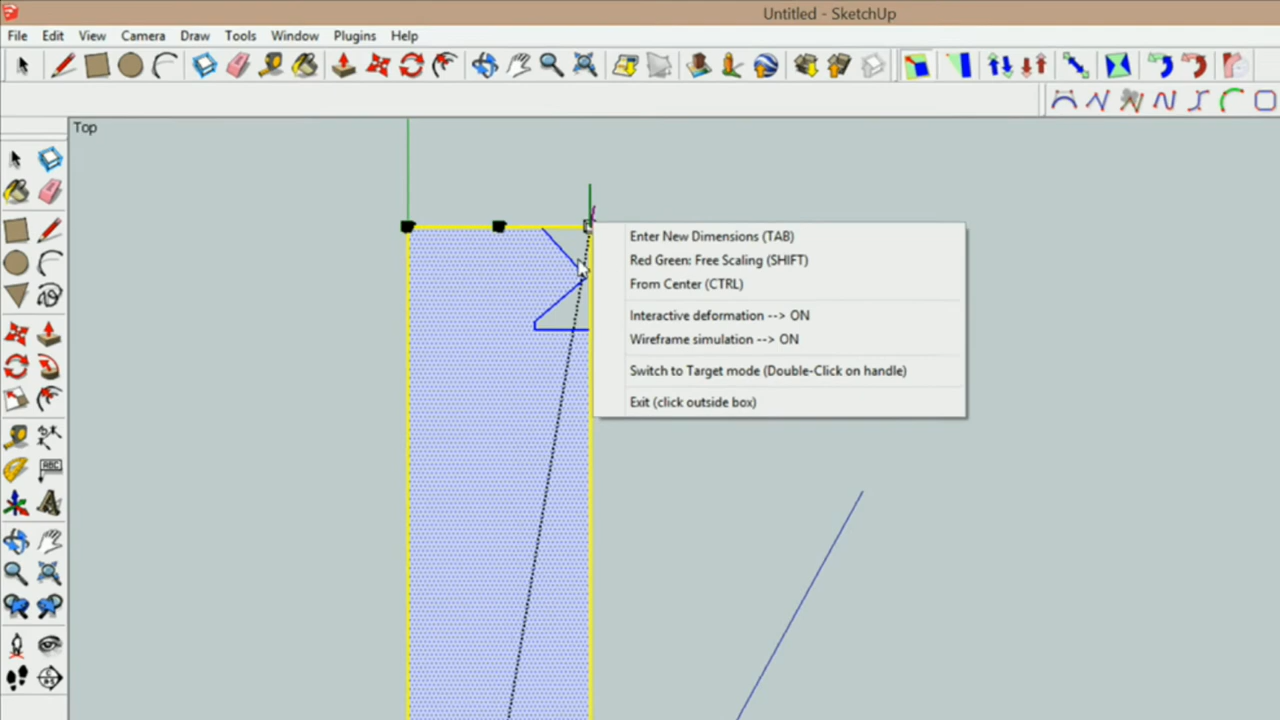 Untitled - SketchUp
File Edit View Camera Draw Tools Window Plugins Help
Top
Enter New Dimensions (TAB)
Red Green: Free Scaling (SHIFT)
From Center (CTRL)
Interactive deformation --> ON
Wireframe simulation --> ON
Switch to Target mode (Double-Click on handle)
Exit (click outside box)
ABC